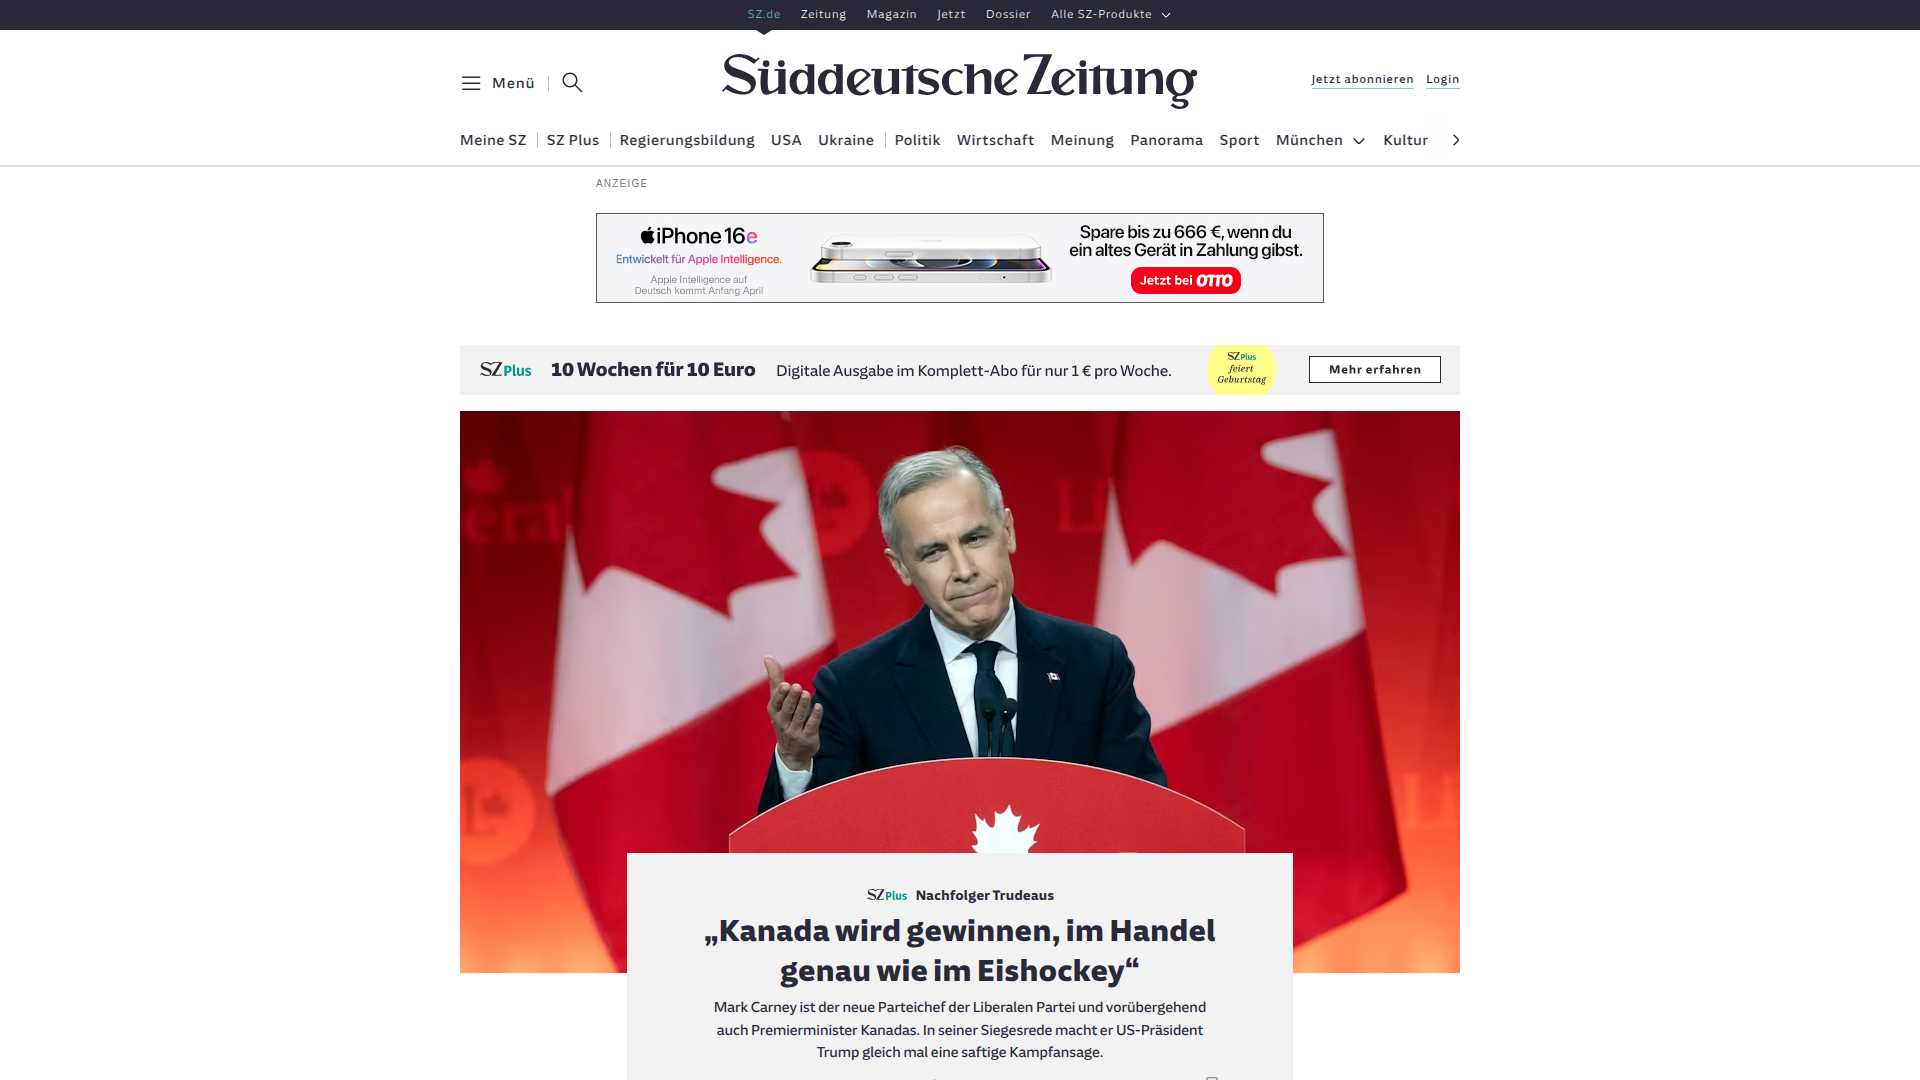 SZ.de Zeitung Magazin Jetzt Dossier Alle SZ-Produkte
Menü
Süddeutsche Zeitung
Jetzt abonnieren Login
Meine SZ SZ Plus Regierungsbildung USA Ukraine Politik Wirtschaft Meinung Panorama Sport München Kultur
ANZEIGE
iPhone 16e
Entwickelt für Apple Intelligence.
Apple Intelligence auf
Deutsch kommt Anfang April
Spare bis zu 666 €, wenn du
ein altes Gerät in Zahlung gibst.
Jetzt bei OTTO
SZ Plus 10 Wochen für 10 Euro Digitale Ausgabe im Komplett-Abo für nur 1 € pro Woche.
SZ Plus
feiert
Geburtstag
Mehr erfahren
SZ Plus Nachfolger Trudeaus
„Kanada wird gewinnen, im Handel
genau wie im Eishockey“
Mark Carney ist der neue Parteichef der Liberalen Partei und vorübergehend
auch Premierminister Kanadas. In seiner Siegesrede macht er US-Präsident
Trump gleich mal eine saftige Kampfansage.